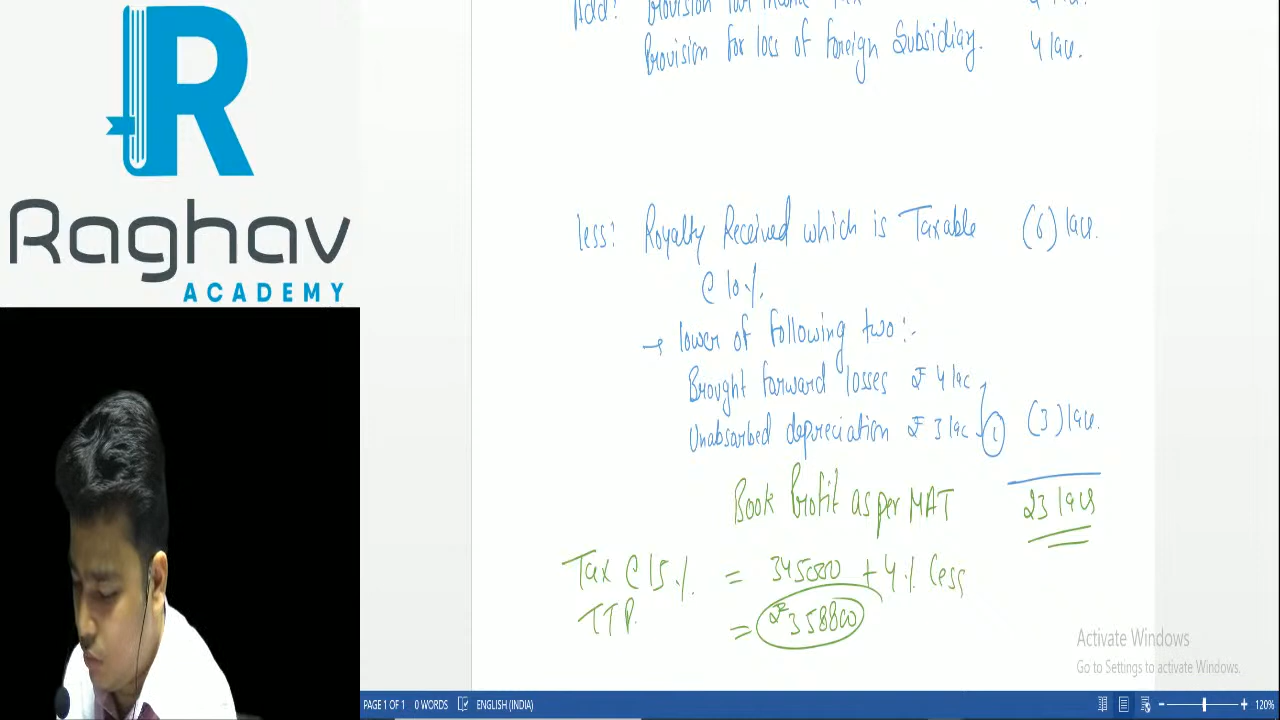 Add: Provision for Income Tax
Provision for loss of Foreign Subsidiary. 4 lac.
less: Royalty Received which is Taxable (6) lac.
@ 10%.
→ lower of following two:-
Brought forward losses ₹ 4 lac
Unabsorbed depreciation ₹ 3 lac (3) lac.
Book Profit as per MAT 23 lacs
Tax @ 15% = 345000 + 4% Cess
TTP. = ₹358800
R
Raghav
ACADEMY
Activate Windows
Go to Settings to activate Windows.
PAGE 1 OF 1 0 WORDS ENGLISH (INDIA) 120%